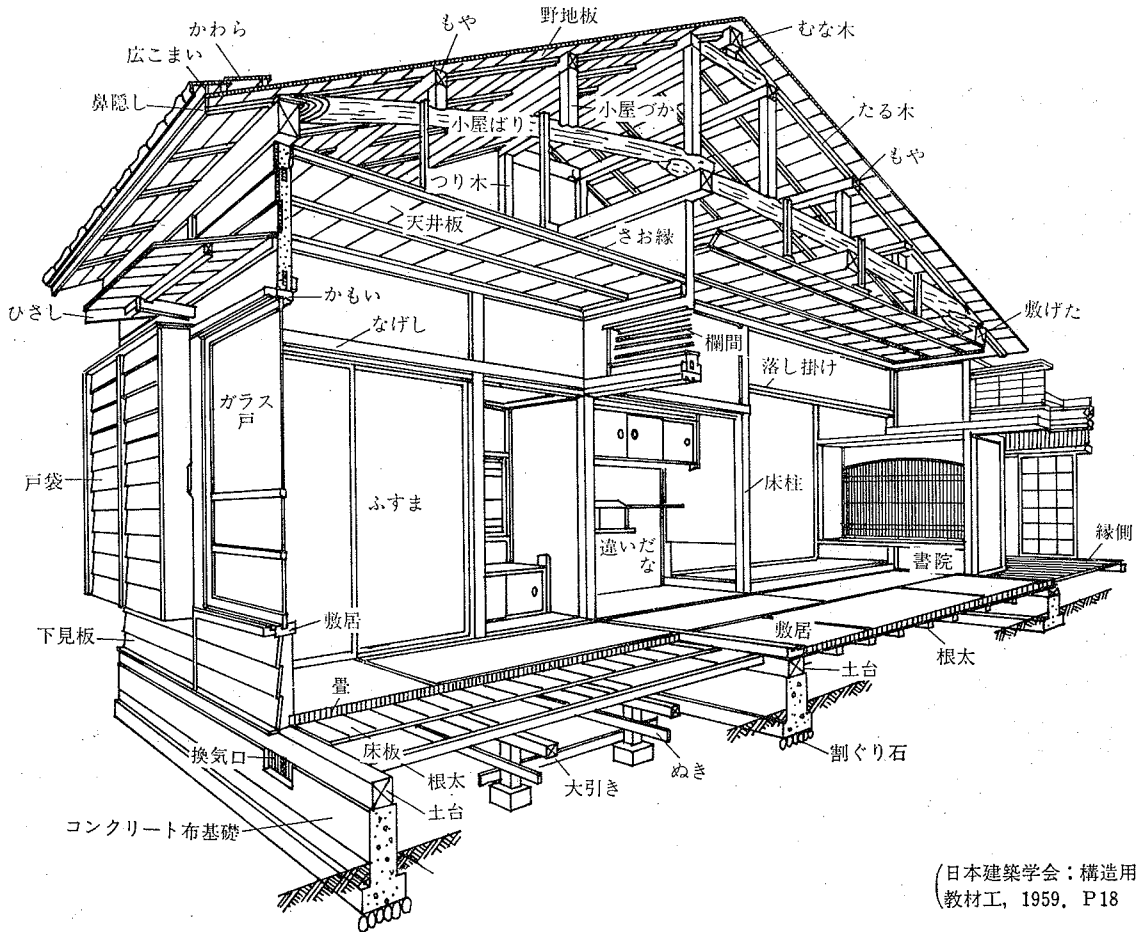 かわら
広こまい
鼻隠し
もや
野地板
むな木
小屋ばり
小屋づか
たる木
もや
つり木
天井板
さお縁
ひさし
かもい
なげし
欄間
敷げた
落し掛け
ガラス
戸
戸袋
ふすま
床柱
違いだ
な
書院
縁側
下見板
敷居
敷居
根太
畳
土台
換気口
床板
根太
大引き
ぬき
割ぐり石
土台
コンクリート布基礎
(日本建築学会:構造用
教材工, 1959. P18